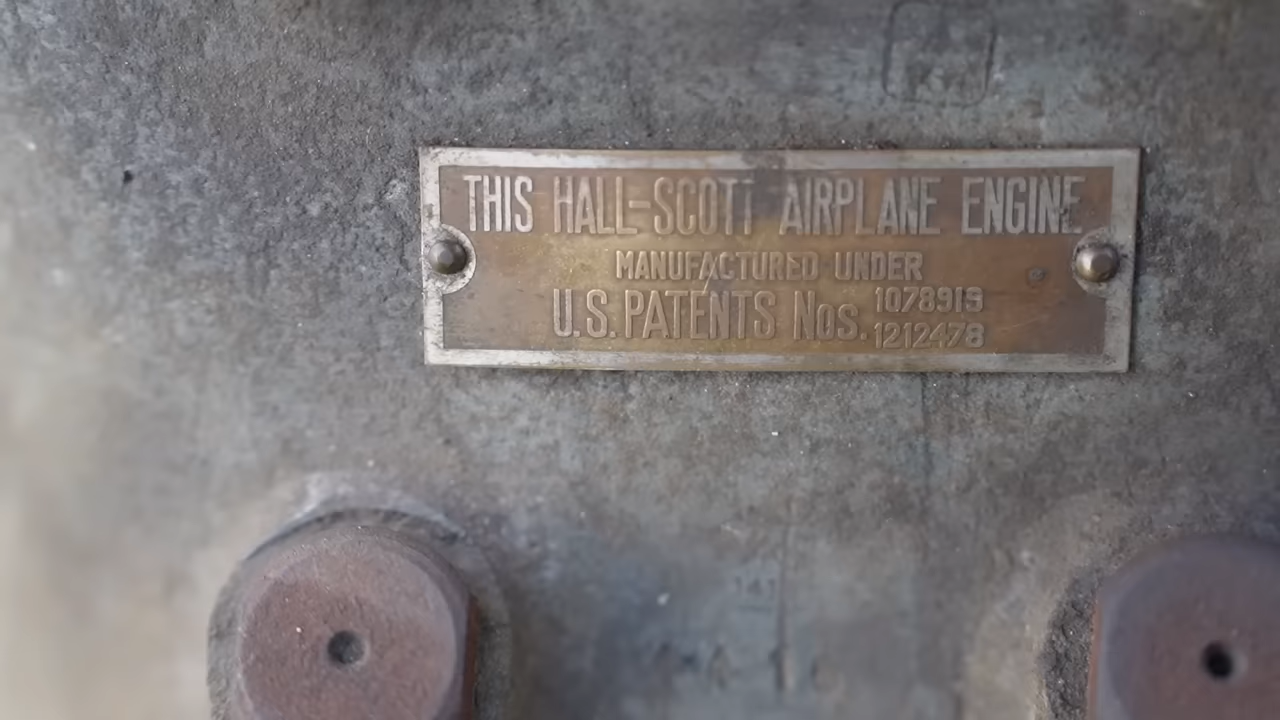 THIS HALL-SCOTT AIRPLANE ENGINE
MANUFACTURED UNDER
U.S. PATENTS NOS. 1078919
1212478